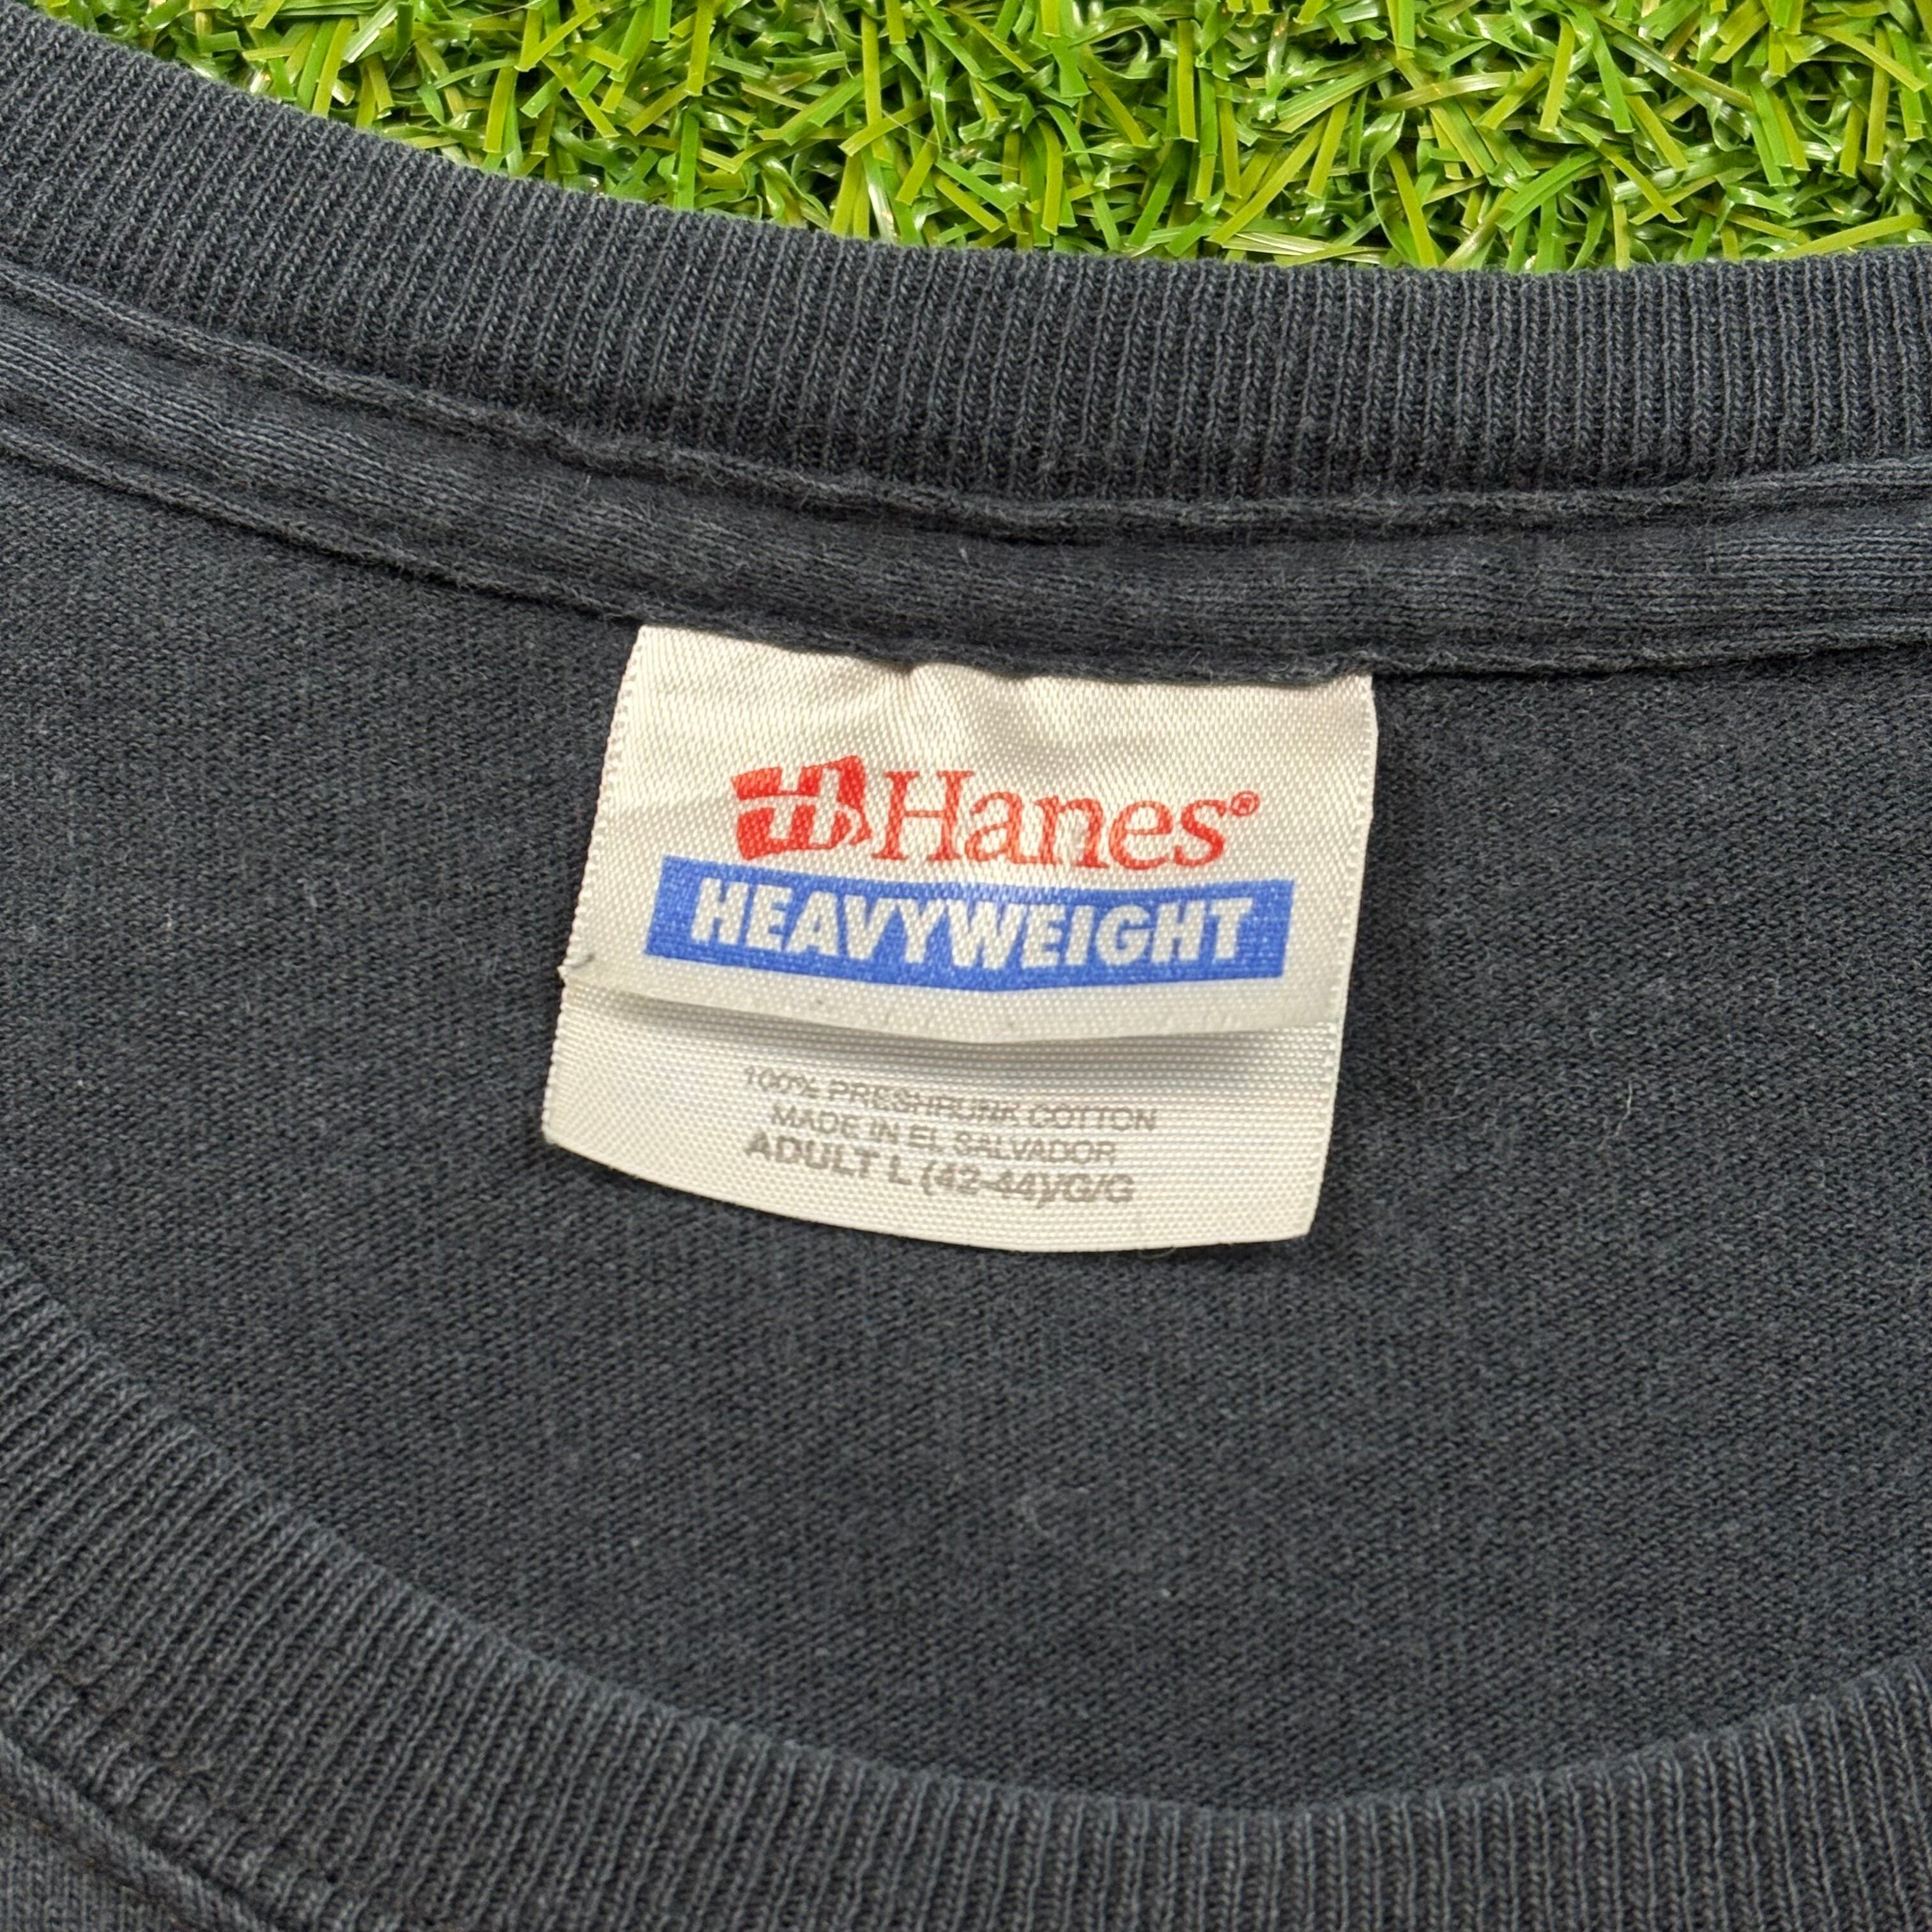 Hanes®
HEAVYWEIGHT
100% PRESHRUNK COTTON
MADE IN EL SALVADOR
ADULT L (42-44)/G/G